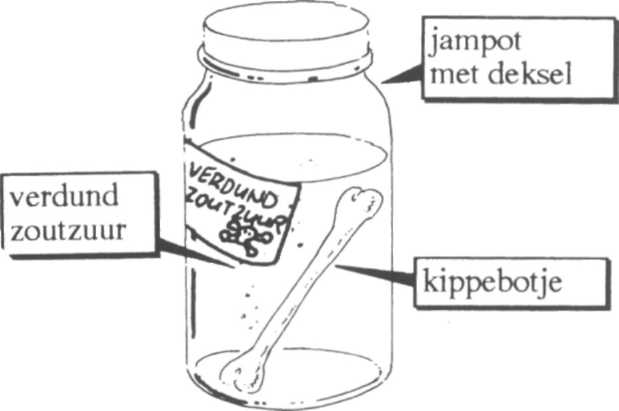 jampot
met deksel
VERDUND
ZOUTZUUR
verdund
zoutzuur
kippebotje